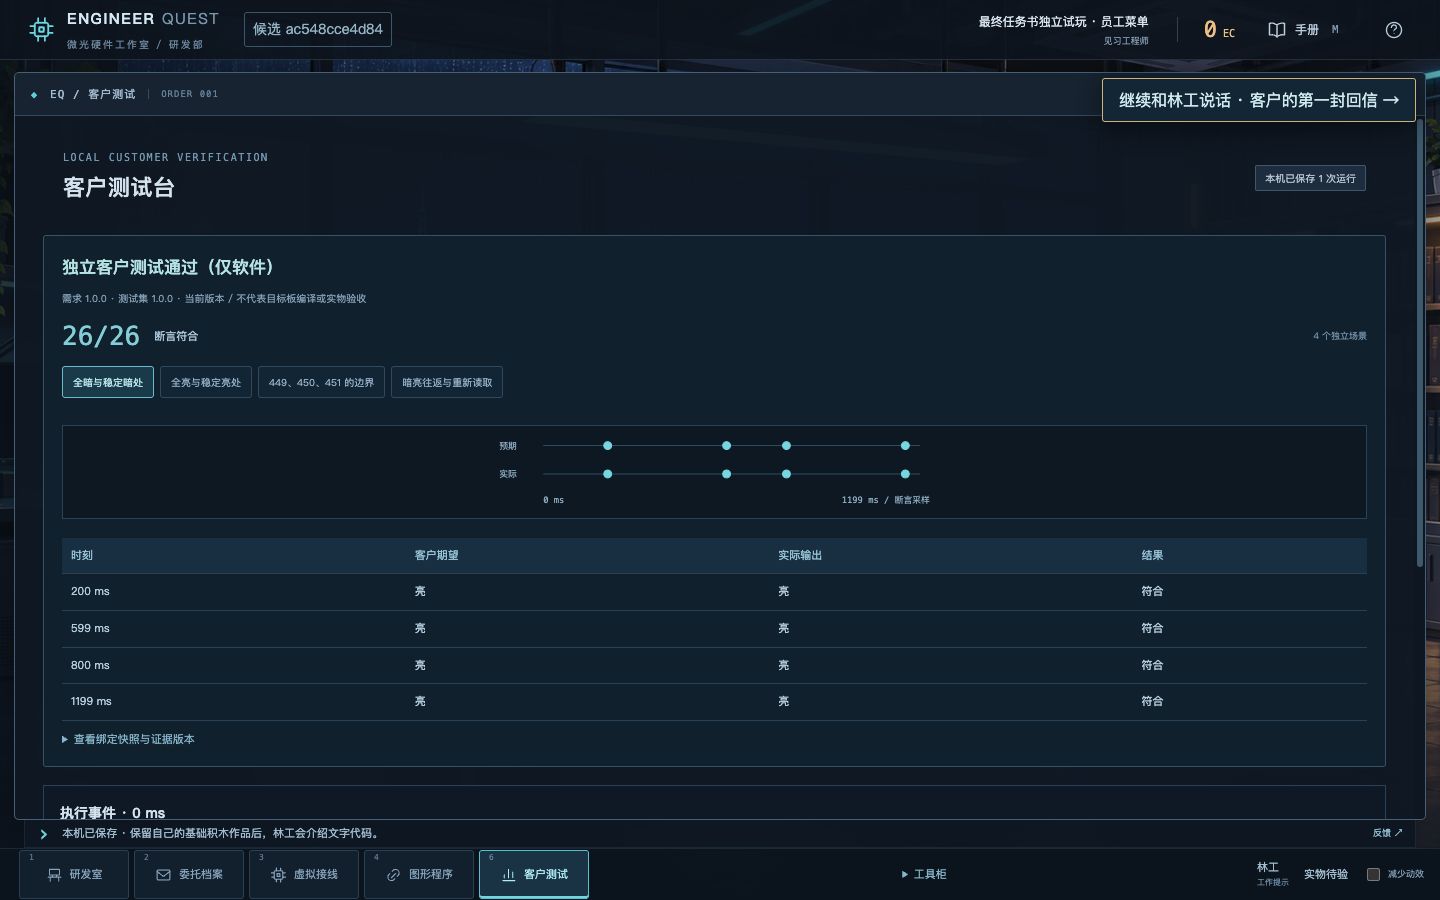 ENGINEER QUEST
微光硬件工作室 / 研发部
候选 ac548cce4d84
最终任务书独立试玩 · 员工菜单
见习工程师
0 EC
手册 M
EQ / 客户测试
ORDER 001
继续和林工说话 · 客户的第一封回信 →
LOCAL CUSTOMER VERIFICATION
客户测试台
本机已保存 1 次运行
独立客户测试通过（仅软件）
需求 1.0.0 · 测试集 1.0.0 · 当前版本 / 不代表目标板编译或实物验收
26/26 断言符合
4 个独立场景
全暗与稳定暗处
全亮与稳定亮处
449、450、451 的边界
暗亮往返与重新读取
预期
实际
0 ms
1199 ms / 断言采样
时刻 客户期望 实际输出 结果
200 ms 亮 亮 符合
599 ms 亮 亮 符合
800 ms 亮 亮 符合
1199 ms 亮 亮 符合
查看绑定快照与证据版本
执行事件 · 0 ms
本机已保存 · 保留自己的基础积木作品后，林工会介绍文字代码。
反馈 ↗
1 研发室
2 委托档案
3 虚拟接线
4 图形程序
6 客户测试
工具柜
林工
工作提示
实物待验
减少动效